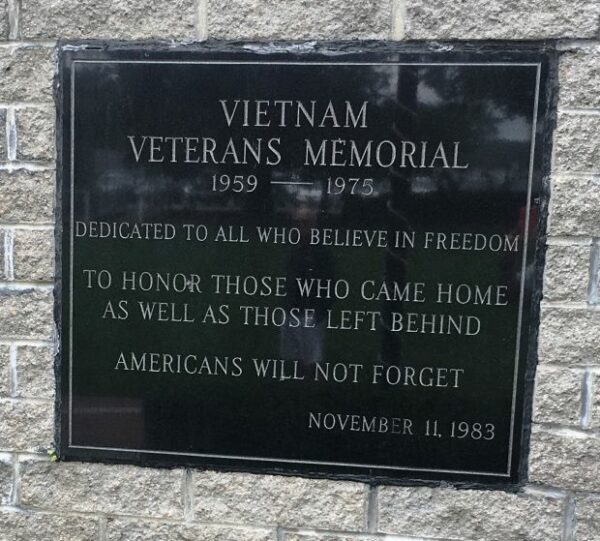 VIETNAM
VETERANS MEMORIAL
1959 — 1975
DEDICATED TO ALL WHO BELIEVE IN FREEDOM
TO HONOR THOSE WHO CAME HOME
AS WELL AS THOSE LEFT BEHIND
AMERICANS WILL NOT FORGET
NOVEMBER 11, 1983